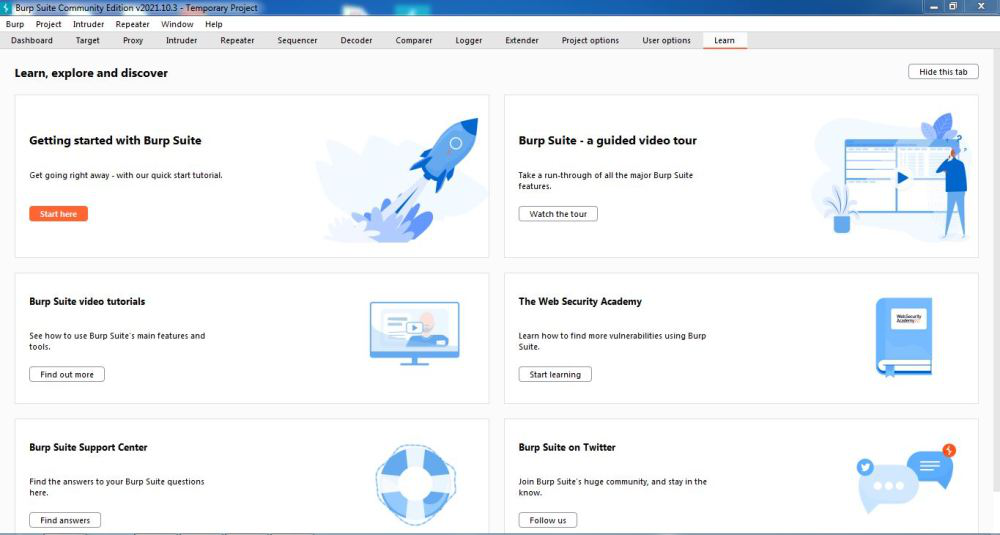 Burp Suite Community Edition v2021.10.3 - Temporary Project
Burp Project Intruder Repeater Window Help
Dashboard Target Proxy Intruder Repeater Sequencer Decoder Comparer Logger Extender Project options User options Learn
Learn, explore and discover
Hide this tab
Getting started with Burp Suite
Get going right away - with our quick start tutorial.
Start here
Burp Suite - a guided video tour
Take a run-through of all the major Burp Suite
features.
Watch the tour
Burp Suite video tutorials
See how to use Burp Suite's main features and
tools.
Find out more
The Web Security Academy
Learn how to find more vulnerabilities using Burp
Suite.
Start learning
WebSecurity
Academy
Burp Suite Support Center
Find the answers to your Burp Suite questions
here.
Find answers
Burp Suite on Twitter
Join Burp Suite's huge community, and stay in the
know.
Follow us